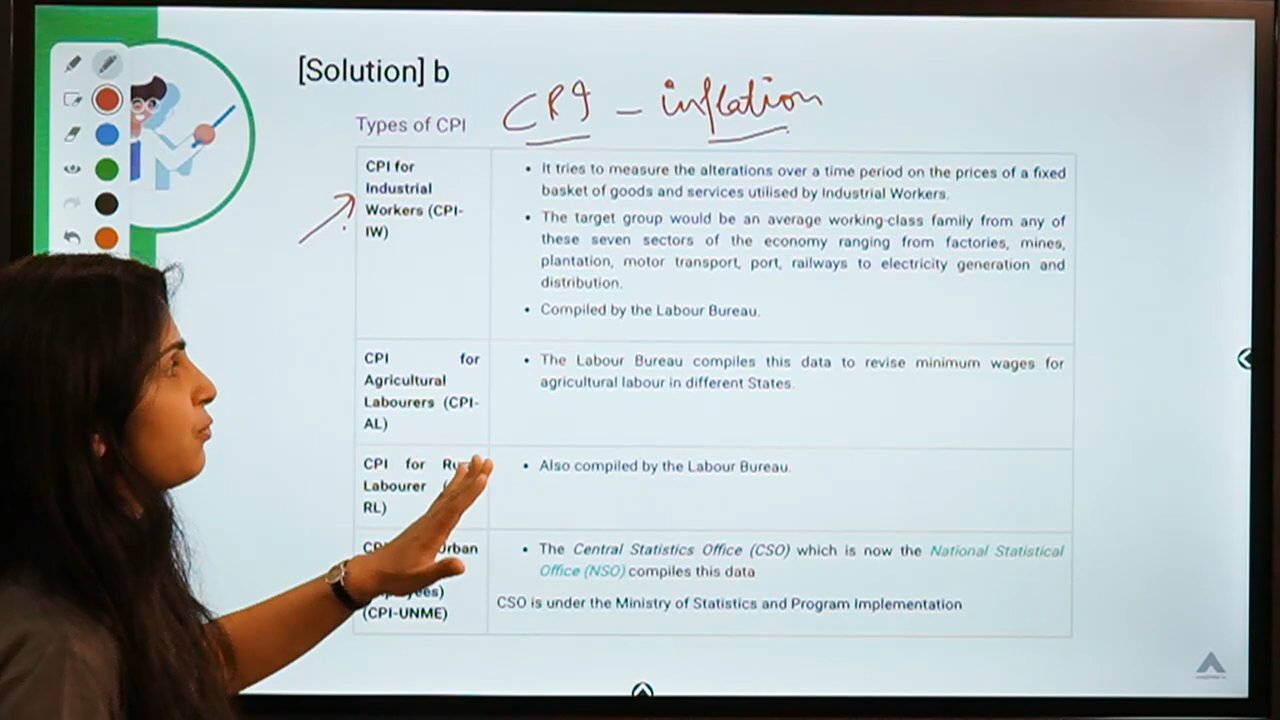 [Solution] b
CPI - inflation
Types of CPI
CPI for
Industrial
Workers (CPI-
IW)
• It tries to measure the alterations over a time period on the prices of a fixed
basket of goods and services utilised by Industrial Workers.
• The target group would be an average working-class family from any of
these seven sectors of the economy ranging from factories, mines,
plantation, motor transport, port, railways to electricity generation and
distribution.
• Compiled by the Labour Bureau.
CPI for
Agricultural
Labourers (CPI-
AL)
• The Labour Bureau compiles this data to revise minimum wages for
agricultural labour in different States.
CPI for
Labourer
RL)
• Also compiled by the Labour Bureau.
(CPI-UNME)
• The Central Statistics Office (CSO) which is now the National Statistical
Office (NSO) compiles this data
CSO is under the Ministry of Statistics and Program Implementation